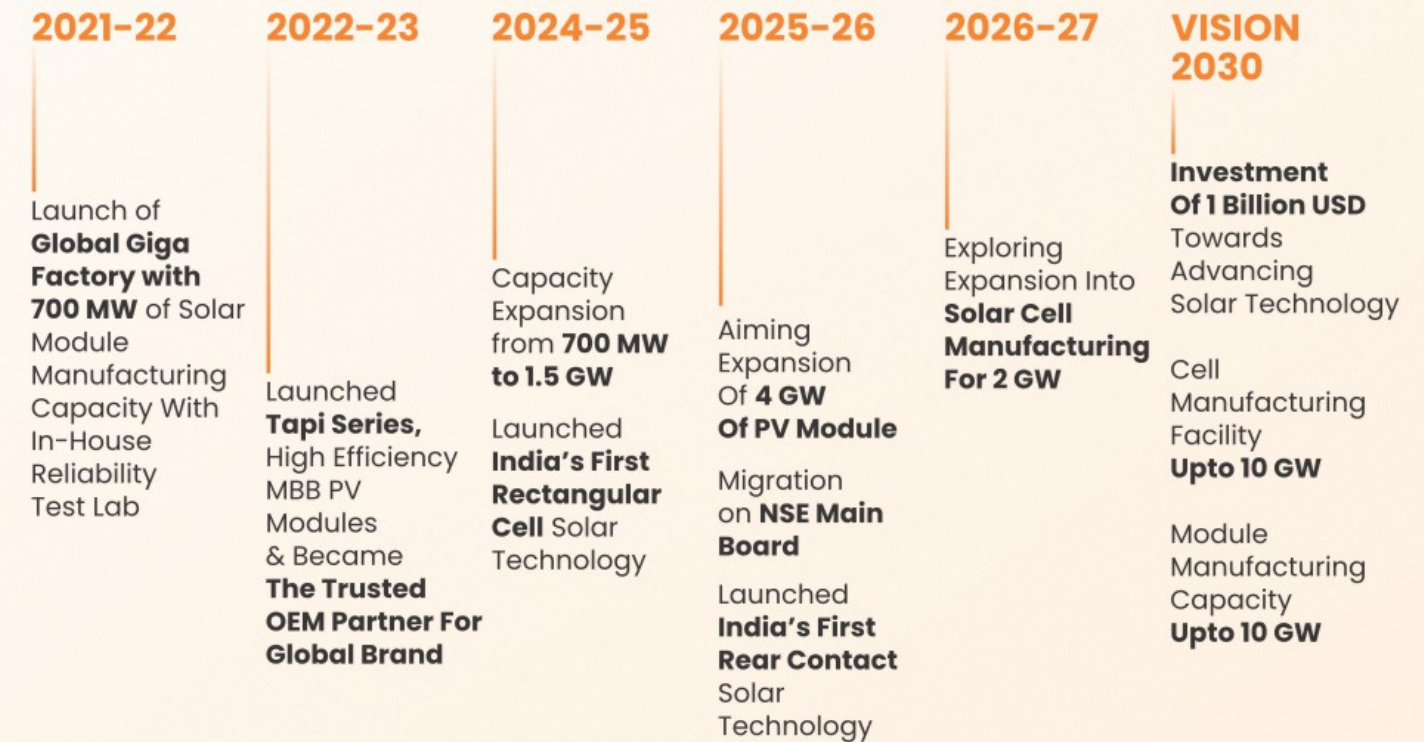 2021-22
Launch of
Global Giga
Factory with
700 MW of Solar
Module
Manufacturing
Capacity With
In-House
Reliability
Test Lab
2022-23
Launched
Tapi Series,
High Efficiency
MBB PV
Modules
& Became
The Trusted
OEM Partner For
Global Brand
2024-25
Capacity
Expansion
from 700 MW
to 1.5 GW
Launched
India's First
Rectangular
Cell Solar
Technology
2025-26
Aiming
Expansion
Of 4 GW
Of PV Module
Migration
on NSE Main
Board
Launched
India's First
Rear Contact
Solar
Technology
2026-27
Exploring
Expansion Into
Solar Cell
Manufacturing
For 2 GW
VISION
2030
Investment
Of 1 Billion USD
Towards
Advancing
Solar Technology
Cell
Manufacturing
Facility
Upto 10 GW
Module
Manufacturing
Capacity
Upto 10 GW